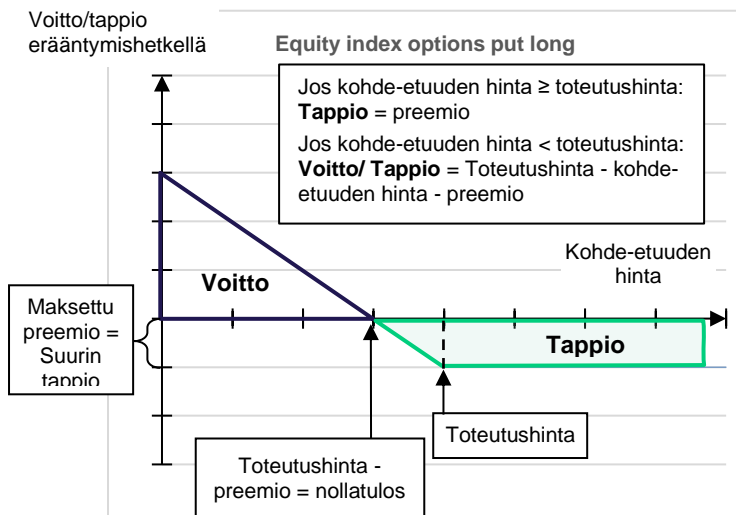 Voitto/tappio
erääntymishetkellä
Equity index options put long
Jos kohde-etuuden hinta ≥ toteutushinta:
Tappio = preemio
Jos kohde-etuuden hinta < toteutushinta:
Voitto/ Tappio = Toteutushinta - kohde-
etuuden hinta - preemio
Kohde-etuuden
hinta
Voitto
Maksettu
preemio =
Suurin
tappio
Tappio
Toteutushinta
Toteutushinta -
preemio = nollatulos